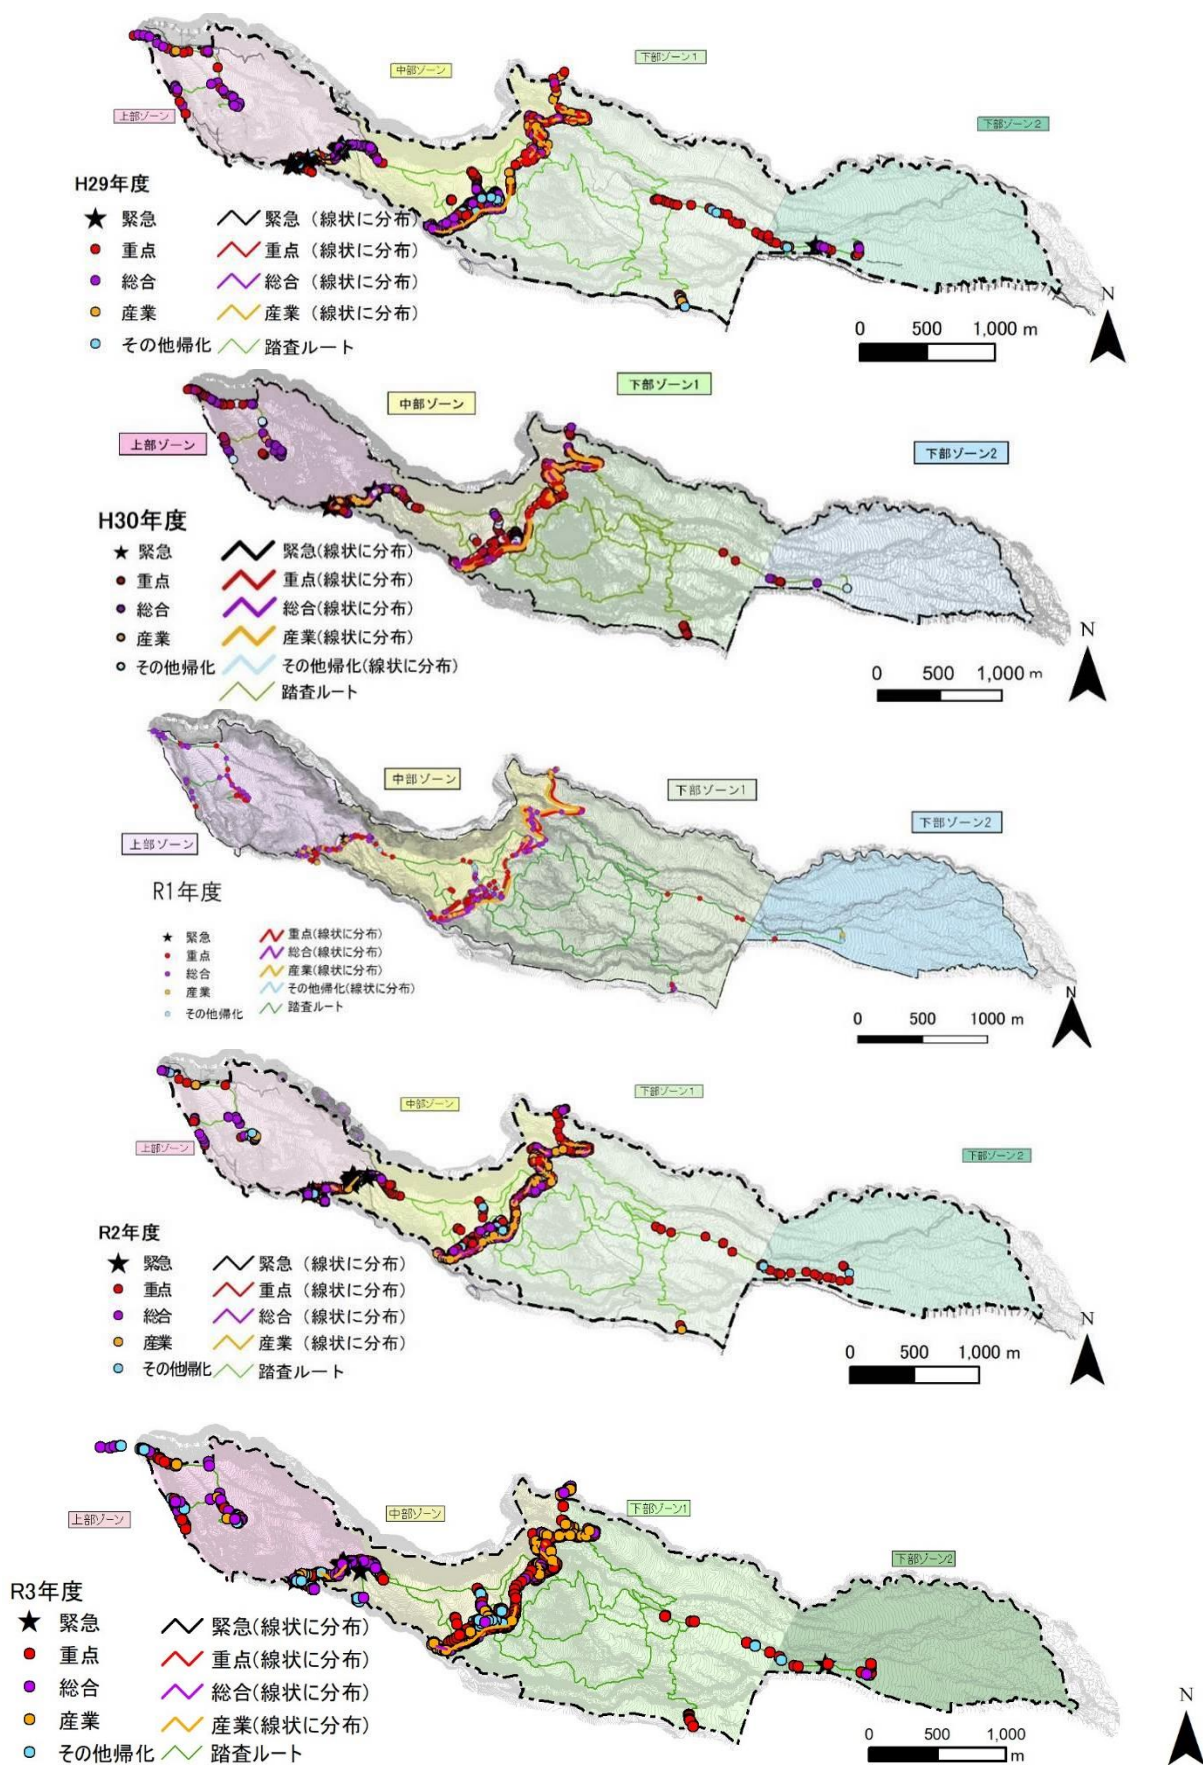 中部ゾーン
下部ゾーン1
上部ゾーン
下部ゾーン2
H29年度
緊急 緊急(線状に分布)
重点 重点(線状に分布)
総合 総合(線状に分布)
産業 産業(線状に分布)
その他帰化 踏査ルート
N
0 500 1,000 m
下部ゾーン1
中部ゾーン
上部ゾーン
下部ゾーン2
H30年度
緊急 緊急(線状に分布)
重点 重点(線状に分布)
総合 総合(線状に分布)
産業 産業(線状に分布)
その他帰化 その他帰化(線状に分布)
踏査ルート
N
0 500 1,000 m
中部ゾーン
下部ゾーン1
上部ゾーン
下部ゾーン2
R1年度
緊急 重点(線状に分布)
重点 総合(線状に分布)
総合 産業(線状に分布)
産業 その他帰化(線状に分布)
その他帰化 踏査ルート
N
0 500 1000 m
中部ゾーン
下部ゾーン1
上部ゾーン
下部ゾーン2
R2年度
緊急 緊急(線状に分布)
重点 重点(線状に分布)
総合 総合(線状に分布)
産業 産業(線状に分布)
その他帰化 踏査ルート
N
0 500 1,000 m
上部ゾーン
中部ゾーン
下部ゾーン1
下部ゾーン2
R3年度
緊急 緊急(線状に分布)
重点 重点(線状に分布)
総合 総合(線状に分布)
産業 産業(線状に分布)
その他帰化 踏査ルート
N
0 500 1,000
m